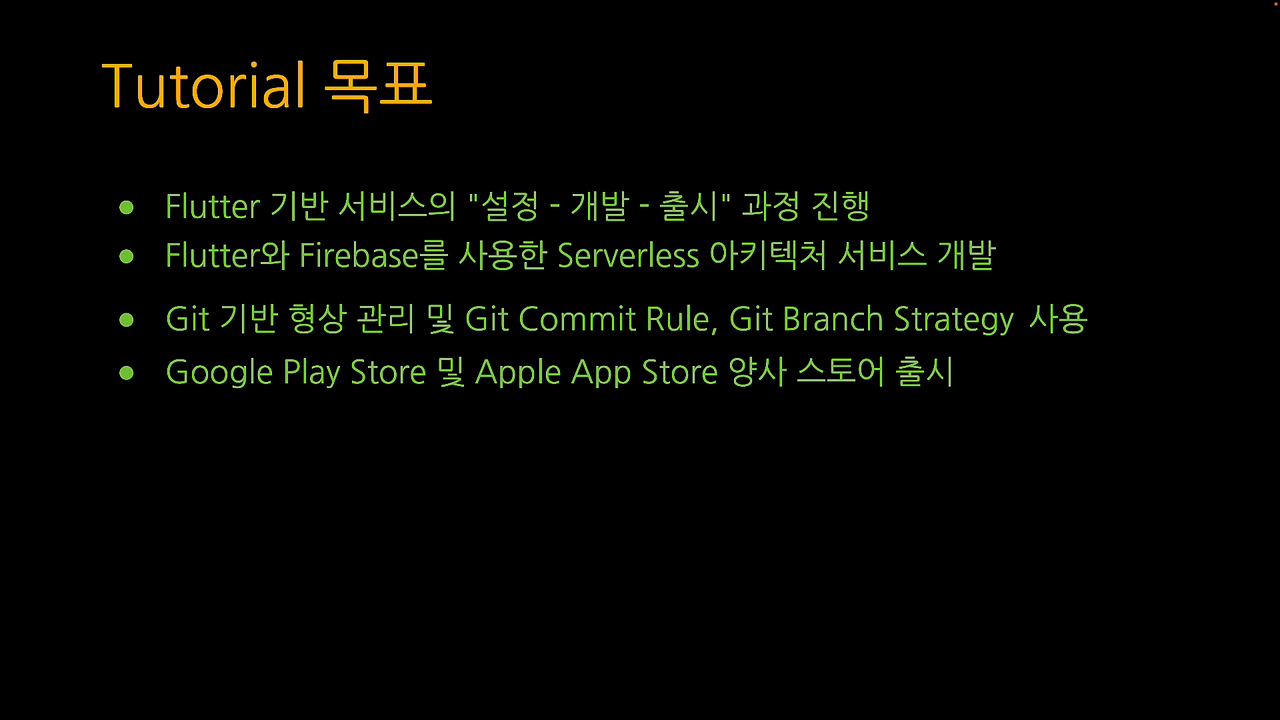 Tutorial 목표
● Flutter 기반 서비스의 "설정 - 개발 - 출시" 과정 진행
● Flutter와 Firebase를 사용한 Serverless 아키텍처 서비스 개발
● Git 기반 형상 관리 및 Git Commit Rule, Git Branch Strategy 사용
● Google Play Store 및 Apple App Store 양사 스토어 출시